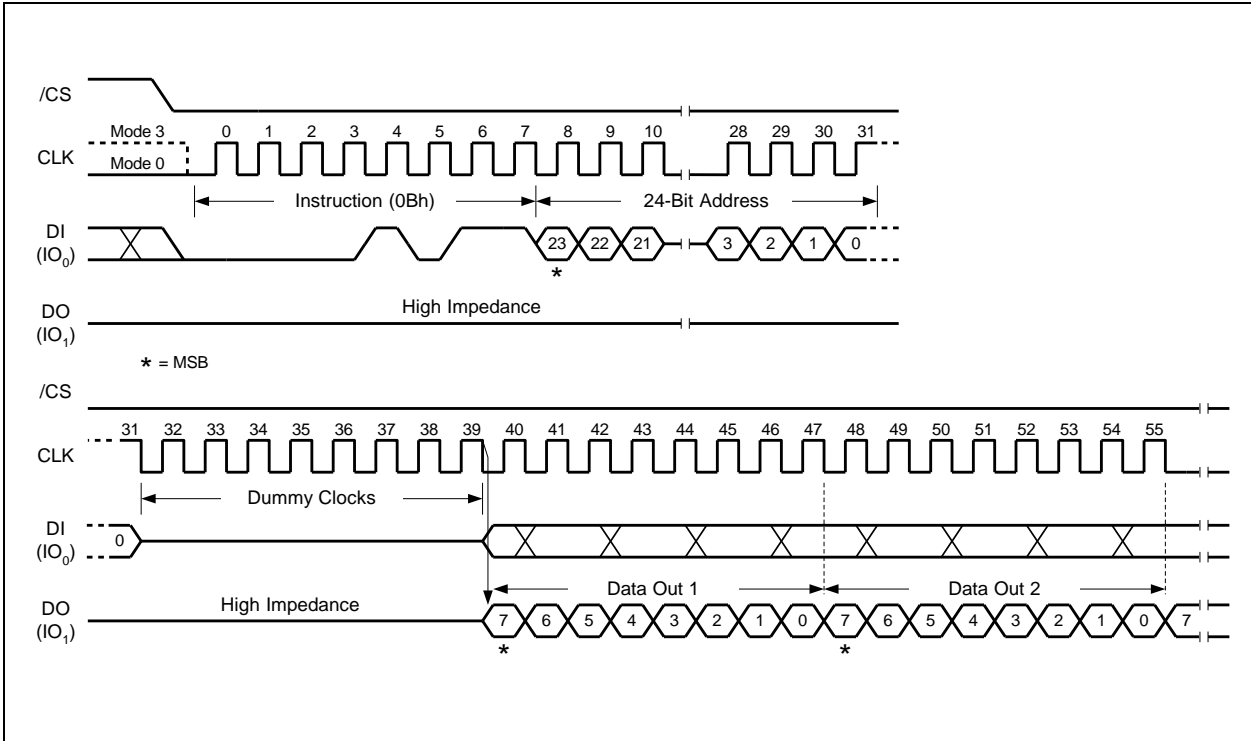 /CS
Mode 3 0 1 2 3 4 5 6 7 8 9 10 28 29 30 31
CLK
Mode 0
Instruction (0Bh) 24-Bit Address
DI
(IO0) 23 22 21 3 2 1 0
*
High Impedance
DO
(IO1)
* = MSB
/CS
31 32 33 34 35 36 37 38 39 40 41 42 43 44 45 46 47 48 49 50 51 52 53 54 55
CLK
Dummy Clocks
DI
(IO0) 0
Data Out 1 Data Out 2
High Impedance
DO
(IO1) 7 6 5 4 3 2 1 0 7 6 5 4 3 2 1 0 7
* *